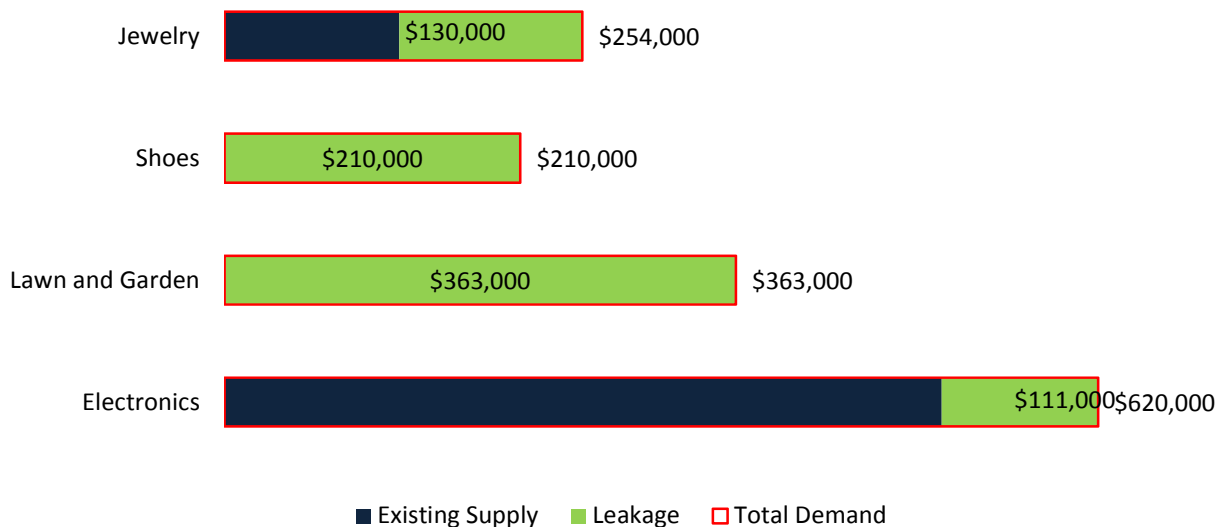 Jewelry $130,000 $254,000
Shoes $210,000 $210,000
Lawn and Garden $363,000 $363,000
Electronics $111,000 $620,000
Existing Supply Leakage Total Demand